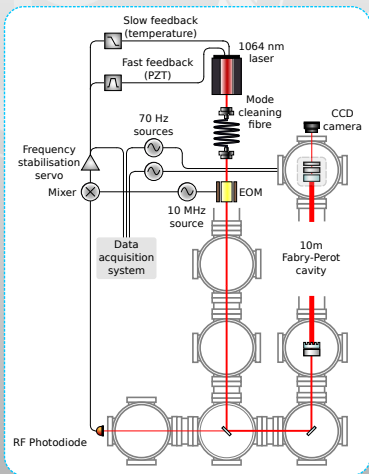 Slow feedback
(temperature)
1064 nm
laser
Fast feedback
(PZT)
Mode
cleaning
fibre
CCD
camera
70 Hz
sources
Frequency
stabilisation
servo
Mixer
EOM
10 MHz
source
Data
acquisition
system
10m
Fabry-Perot
cavity
RF Photodiode